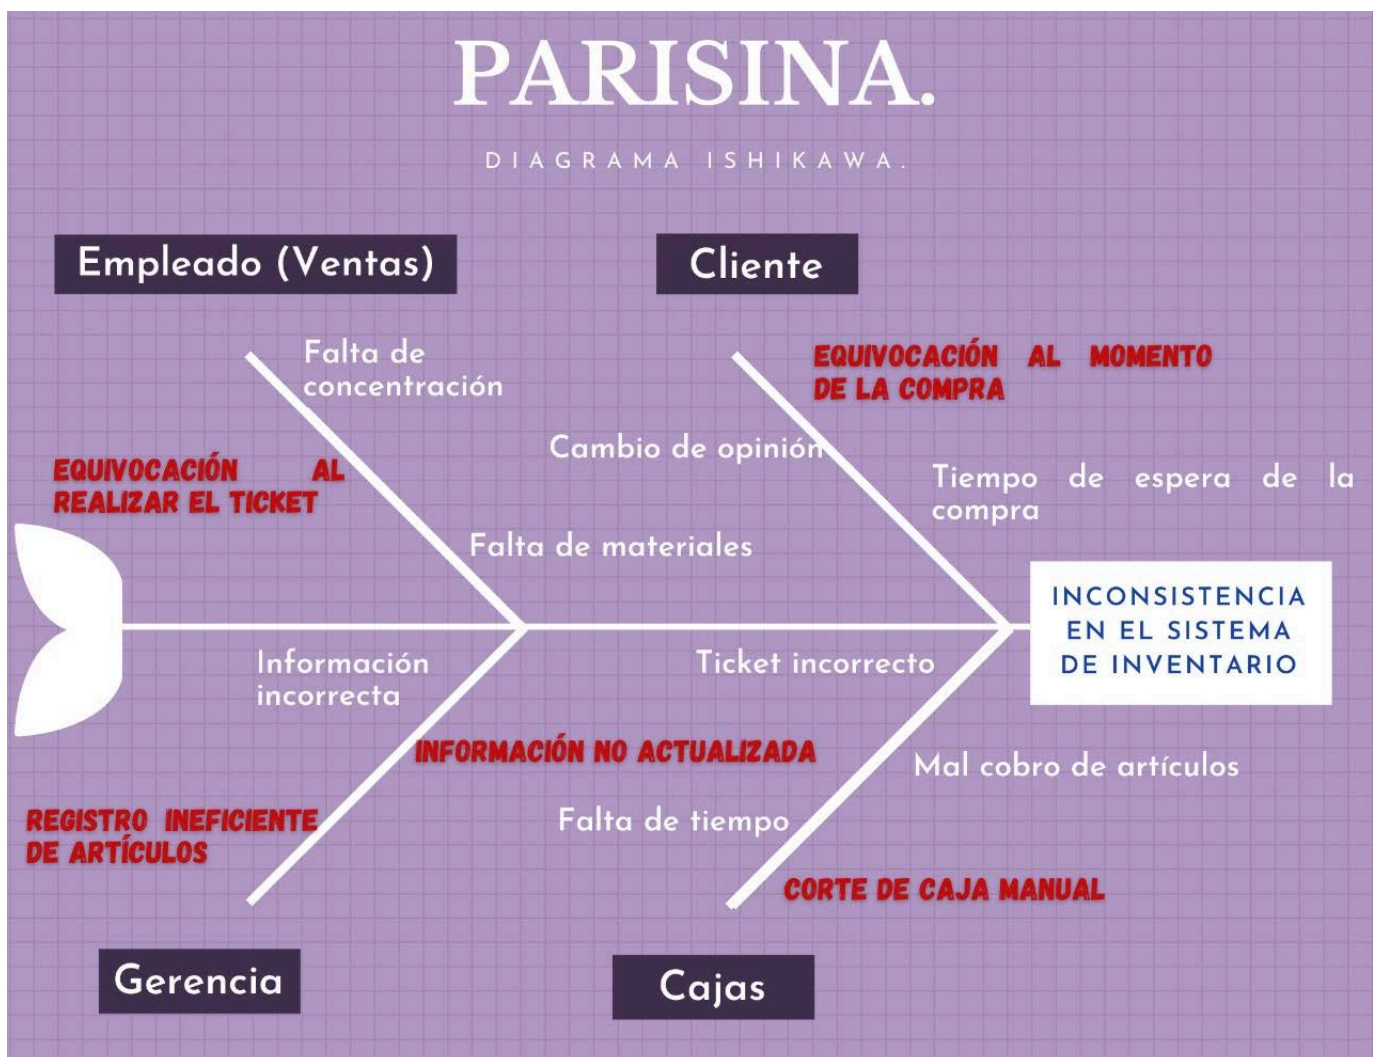 PARISINA.
DIAGRAMA ISHIKAWA.
Empleado (Ventas)
Cliente
Falta de
concentración
EQUIVOCACIÓN AL MOMENTO
DE LA COMPRA
Cambio de opinión
EQUIVOCACIÓN AL
REALIZAR EL TICKET
Tiempo de espera de la
compra
Falta de materiales
INCONSISTENCIA
EN EL SISTEMA
DE INVENTARIO
Información
incorrecta
Ticket incorrecto
INFORMACIÓN NO ACTUALIZADA
Mal cobro de artículos
REGISTRO INEFICIENTE
DE ARTÍCULOS
Falta de tiempo
CORTE DE CAJA MANUAL
Gerencia
Cajas